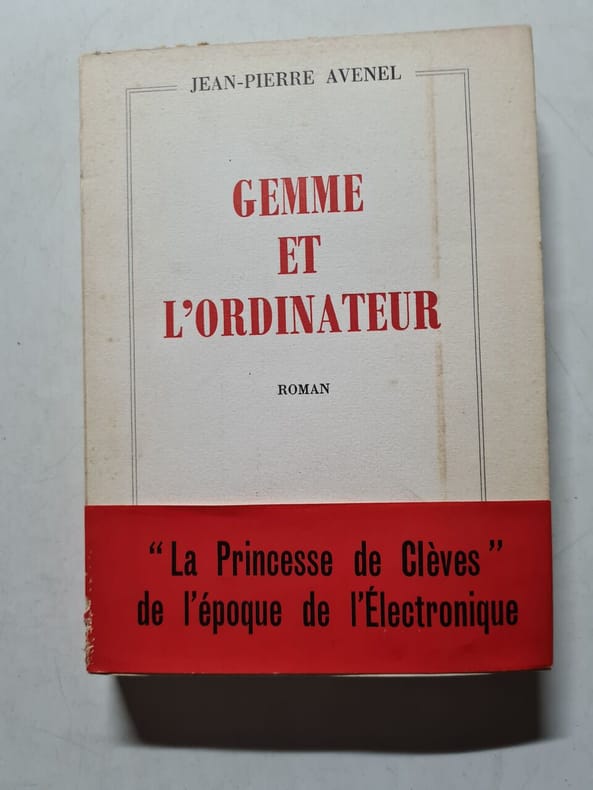 JEAN-PIERRE AVENEL
GEMME
ET
L'ORDINATEUR
ROMAN
"La Princesse de Clèves"
de l'époque de l'Électronique